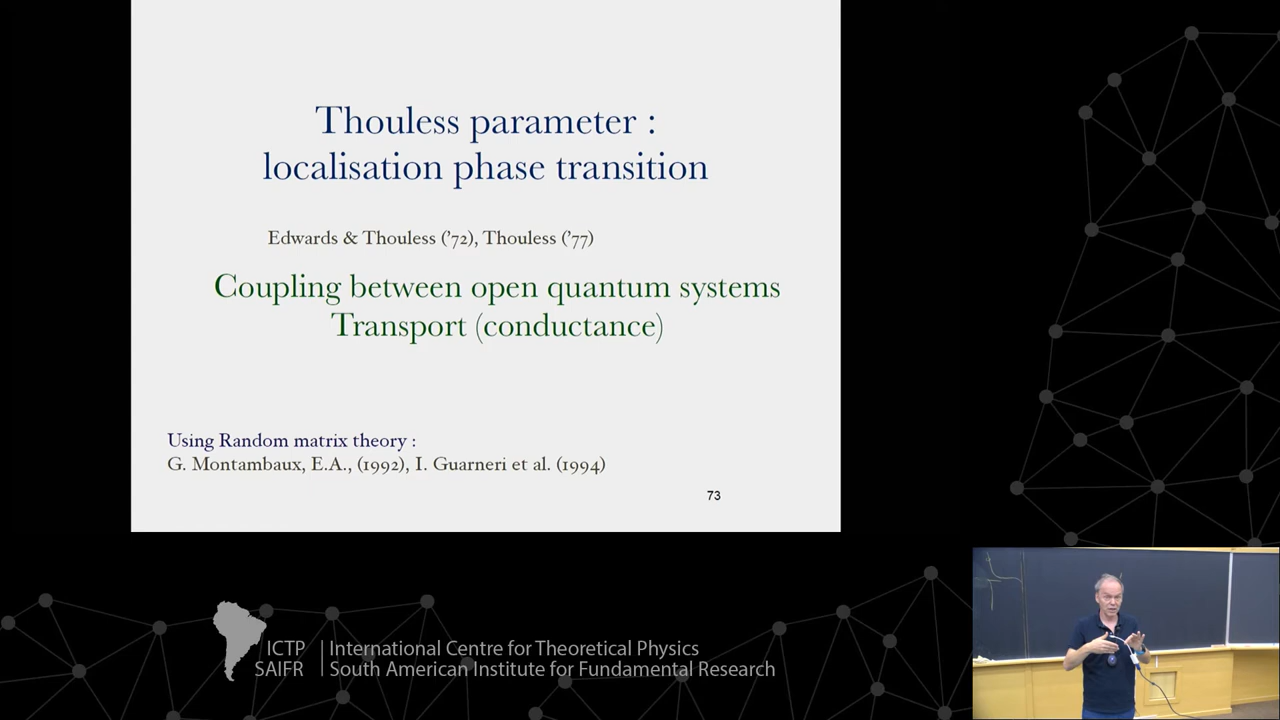 Thouless parameter :
localisation phase transition
Edwards & Thouless ('72), Thouless ('77)
Coupling between open quantum systems
Transport (conductance)
Using Random matrix theory :
G. Montambaux, E.A., (1992), I. Guarneri et al. (1994)
73
ICTP
SAIFR
International Centre for Theoretical Physics
South American Institute for Fundamental Research